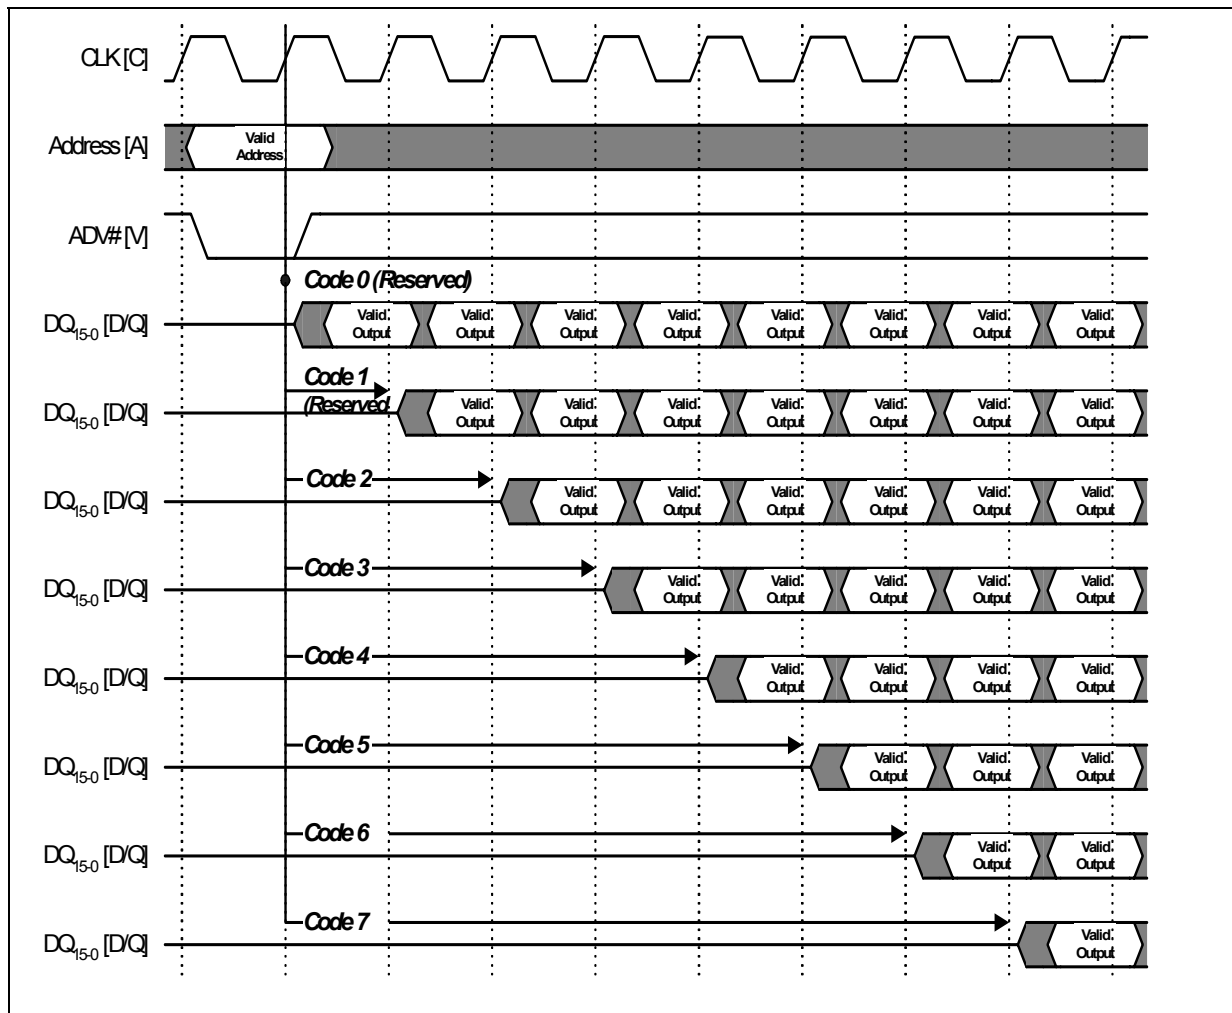 CLK [C]
Address [A]
Valid
Address
ADV# [V]
Code 0 (Reserved)
DQ15-0 [D/Q]
Valid Valid Valid Valid Valid Valid Valid Valid
Output Output Output Output Output Output Output Output
Code 1
(Reserved
DQ15-0 [D/Q]
Valid Valid Valid Valid Valid Valid Valid
Output Output Output Output Output Output Output
Code 2
DQ15-0 [D/Q]
Valid Valid Valid Valid Valid Valid
Output Output Output Output Output Output
Code 3
DQ15-0 [D/Q]
Valid Valid Valid Valid Valid
Output Output Output Output Output
Code 4
DQ15-0 [D/Q]
Valid Valid Valid Valid
Output Output Output Output
Code 5
DQ15-0 [D/Q]
Valid Valid Valid
Output Output Output
Code 6
DQ15-0 [D/Q]
Valid Valid
Output Output
Code 7
DQ15-0 [D/Q]
Valid
Output